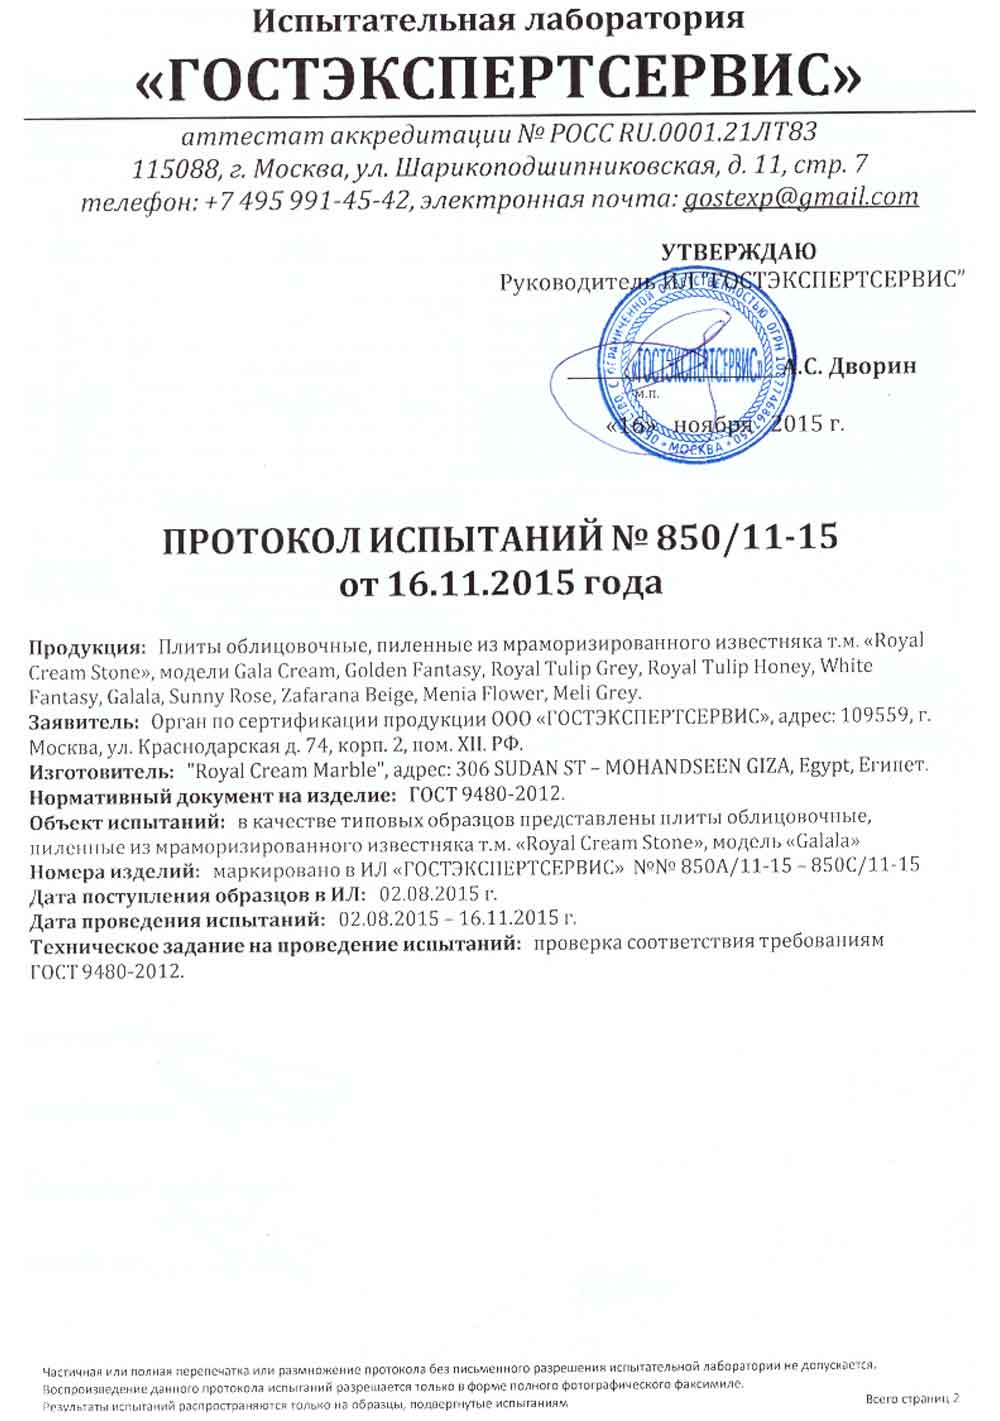 Испытательная лаборатория
«ГОСТЭКСПЕРТСЕРВИС»
аттестат аккредитации № РОСС RU.0001.21ЛТ83
115088, г. Москва, ул. Шарикоподшипниковская, д. 11, стр. 7
телефон: +7 495 991-45-42, электронная почта: gostexp@gmail.com
УТВЕРЖДАЮ
Руководитель ИЛ "ГОСТЭКСПЕРТСЕРВИС"
«ГОСТЭКСПЕРТСЕРВИС»
А.С. Дворин
м.п.
«16» ноября 2015 г.
МОСКВА
ПРОТОКОЛ ИСПЫТАНИЙ № 850/11-15
от 16.11.2015 года
Продукция: Плиты облицовочные, пиленные из мраморизированного известняка т.м. «Royal
Cream Stone», модели Gala Cream, Golden Fantasy, Royal Tulip Grey, Royal Tulip Honey, White
Fantasy, Galala, Sunny Rose, Zafarana Beige, Menia Flower, Meli Grey.
Заявитель: Орган по сертификации продукции ООО «ГОСТЭКСПЕРТСЕРВИС», адрес: 109559, г.
Москва, ул. Краснодарская д. 74, корп. 2, пом. XII. РФ.
Изготовитель: "Royal Cream Marble", адрес: 306 SUDAN ST – MOHANDSEEN GIZA, Egypt, Египет.
Нормативный документ на изделие: ГОСТ 9480-2012.
Объект испытаний: в качестве типовых образцов представлены плиты облицовочные,
пиленные из мраморизированного известняка т.м. «Royal Cream Stone», модель «Galala»
Номера изделий: маркировано в ИЛ «ГОСТЭКСПЕРТСЕРВИС» №№ 850А/11-15 – 850С/11-15
Дата поступления образцов в ИЛ: 02.08.2015 г.
Дата проведения испытаний: 02.08.2015 – 16.11.2015 г.
Техническое задание на проведение испытаний: проверка соответствия требованиям
ГОСТ 9480-2012.
Частичная или полная перепечатка или размножение протокола без письменного разрешения испытательной лаборатории не допускается.
Воспроизведение данного протокола испытаний разрешается только в форме полного фотографического факсимиле.
Результаты испытаний распространяются только на образцы, подвергнутые испытаниям
Всего страниц 2